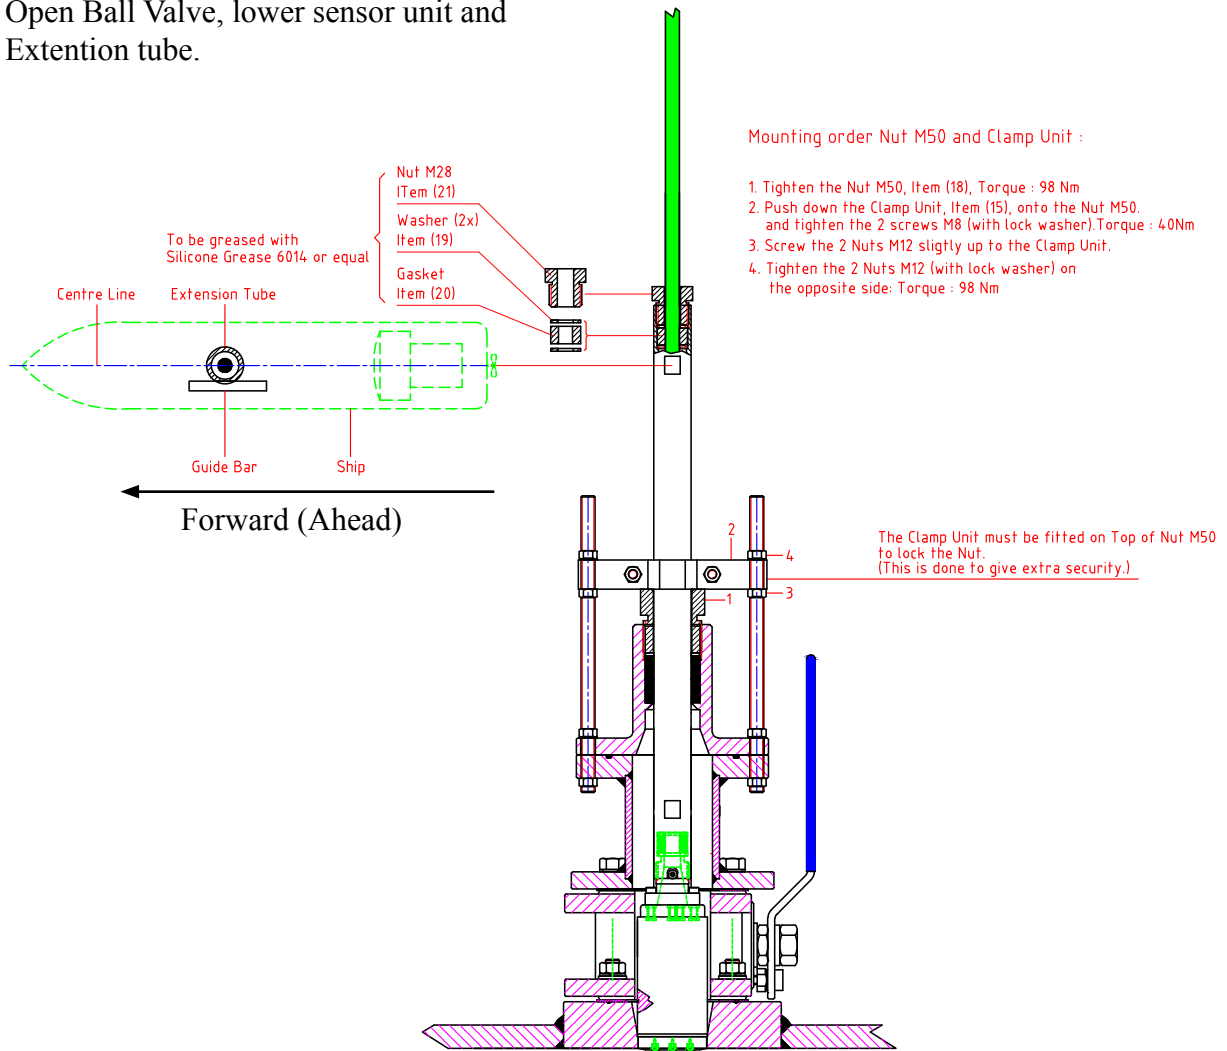 Open Ball Valve, lower sensor unit and
Extention tube.
Mounting order Nut M50 and Clamp Unit :
1. Tighten the Nut M50, Item (18), Torque : 98 Nm
2. Push down the Clamp Unit, Item (15), onto the Nut M50.
and tighten the 2 screws M8 (with lock washer).Torque : 40Nm
3. Screw the 2 Nuts M12 sligtly up to the Clamp Unit.
4. Tighten the 2 Nuts M12 (with lock washer) on
the opposite side: Torque : 98 Nm
Nut M28
ITem (21)
Washer (2x)
Item (19)
Gasket
Item (20)
To be greased with
Silicone Grease 6014 or equal
Centre Line
Extension Tube
Guide Bar
Ship
Forward (Ahead)
2
4
3
1
The Clamp Unit must be fitted on Top of Nut M50
to lock the Nut.
(This is done to give extra security.)